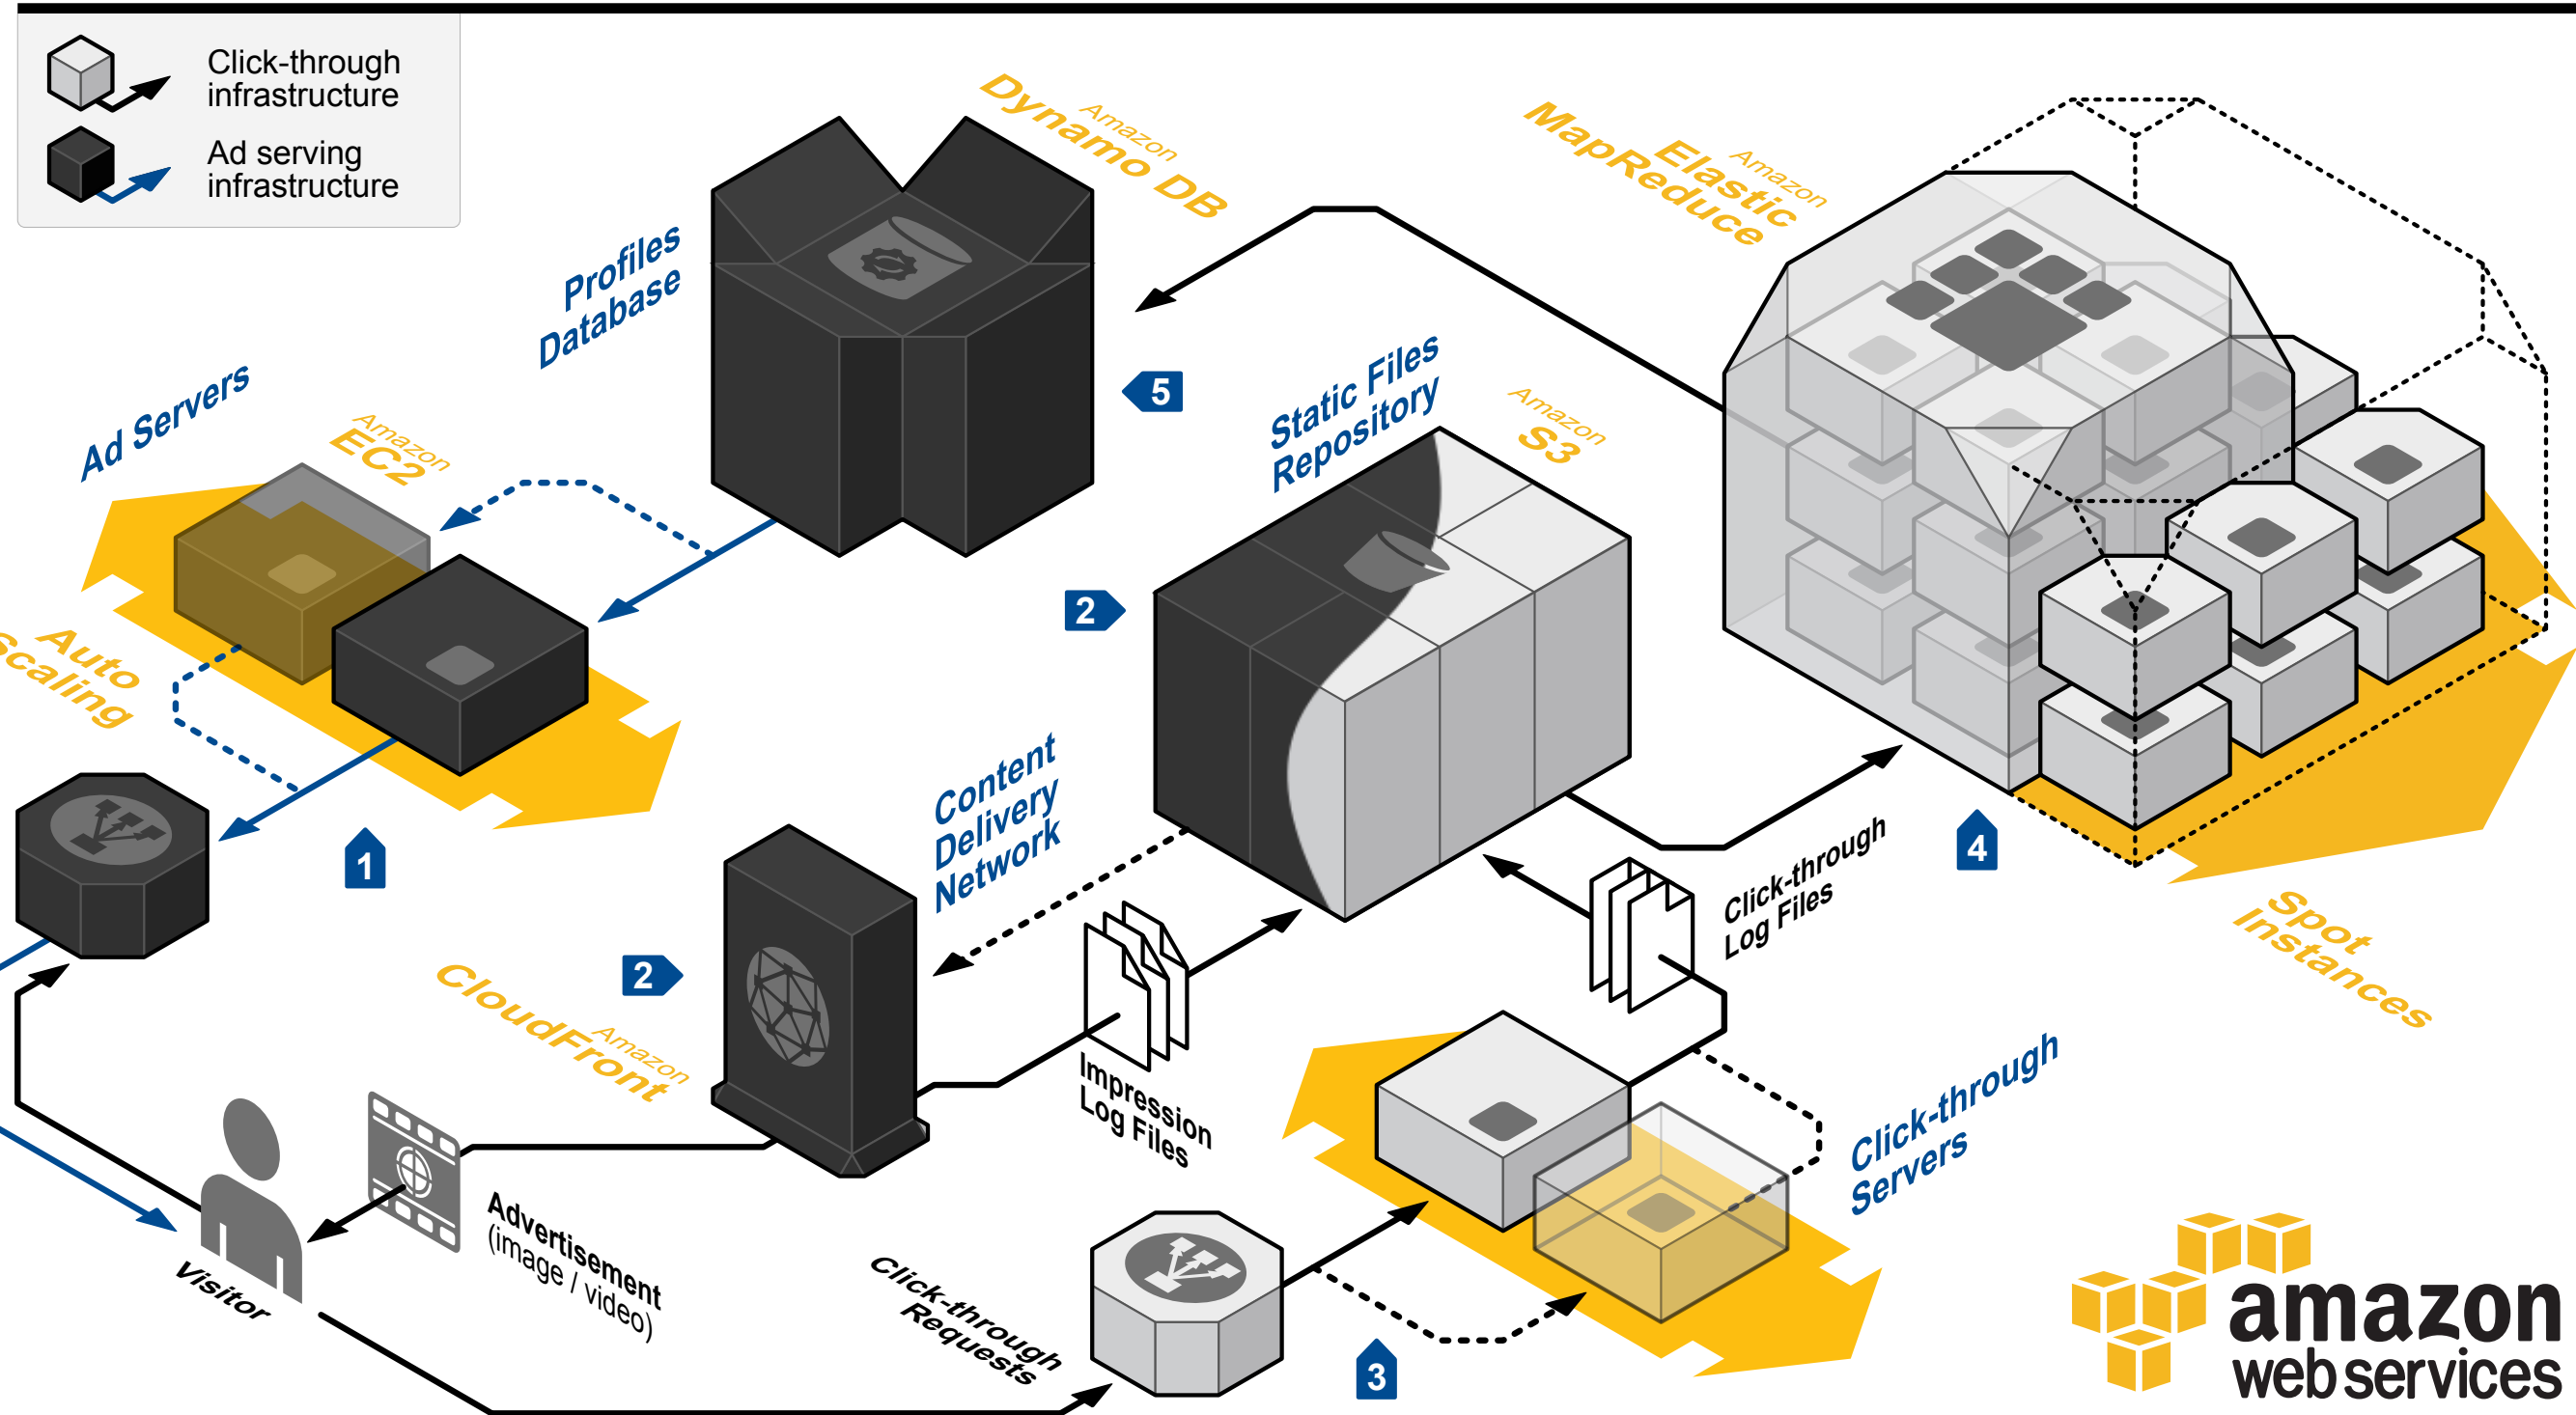 Click-through
infrastructure
Ad serving
infrastructure
Amazon
Dynamo DB
Amazon
Elastic
MapReduce
Profiles
Database
5
Static Files
Repository
Amazon
S3
Ad Servers
Amazon
EC2
2
Auto
scaling
1
Content
Delivery
Network
4
Click-through
Log Files
Spot
Instances
2
Amazon
CloudFront
Impression
Log Files
Click-through
Servers
Visitor
Advertisement
(image / video)
Click-through
Requests
3
amazon
web services